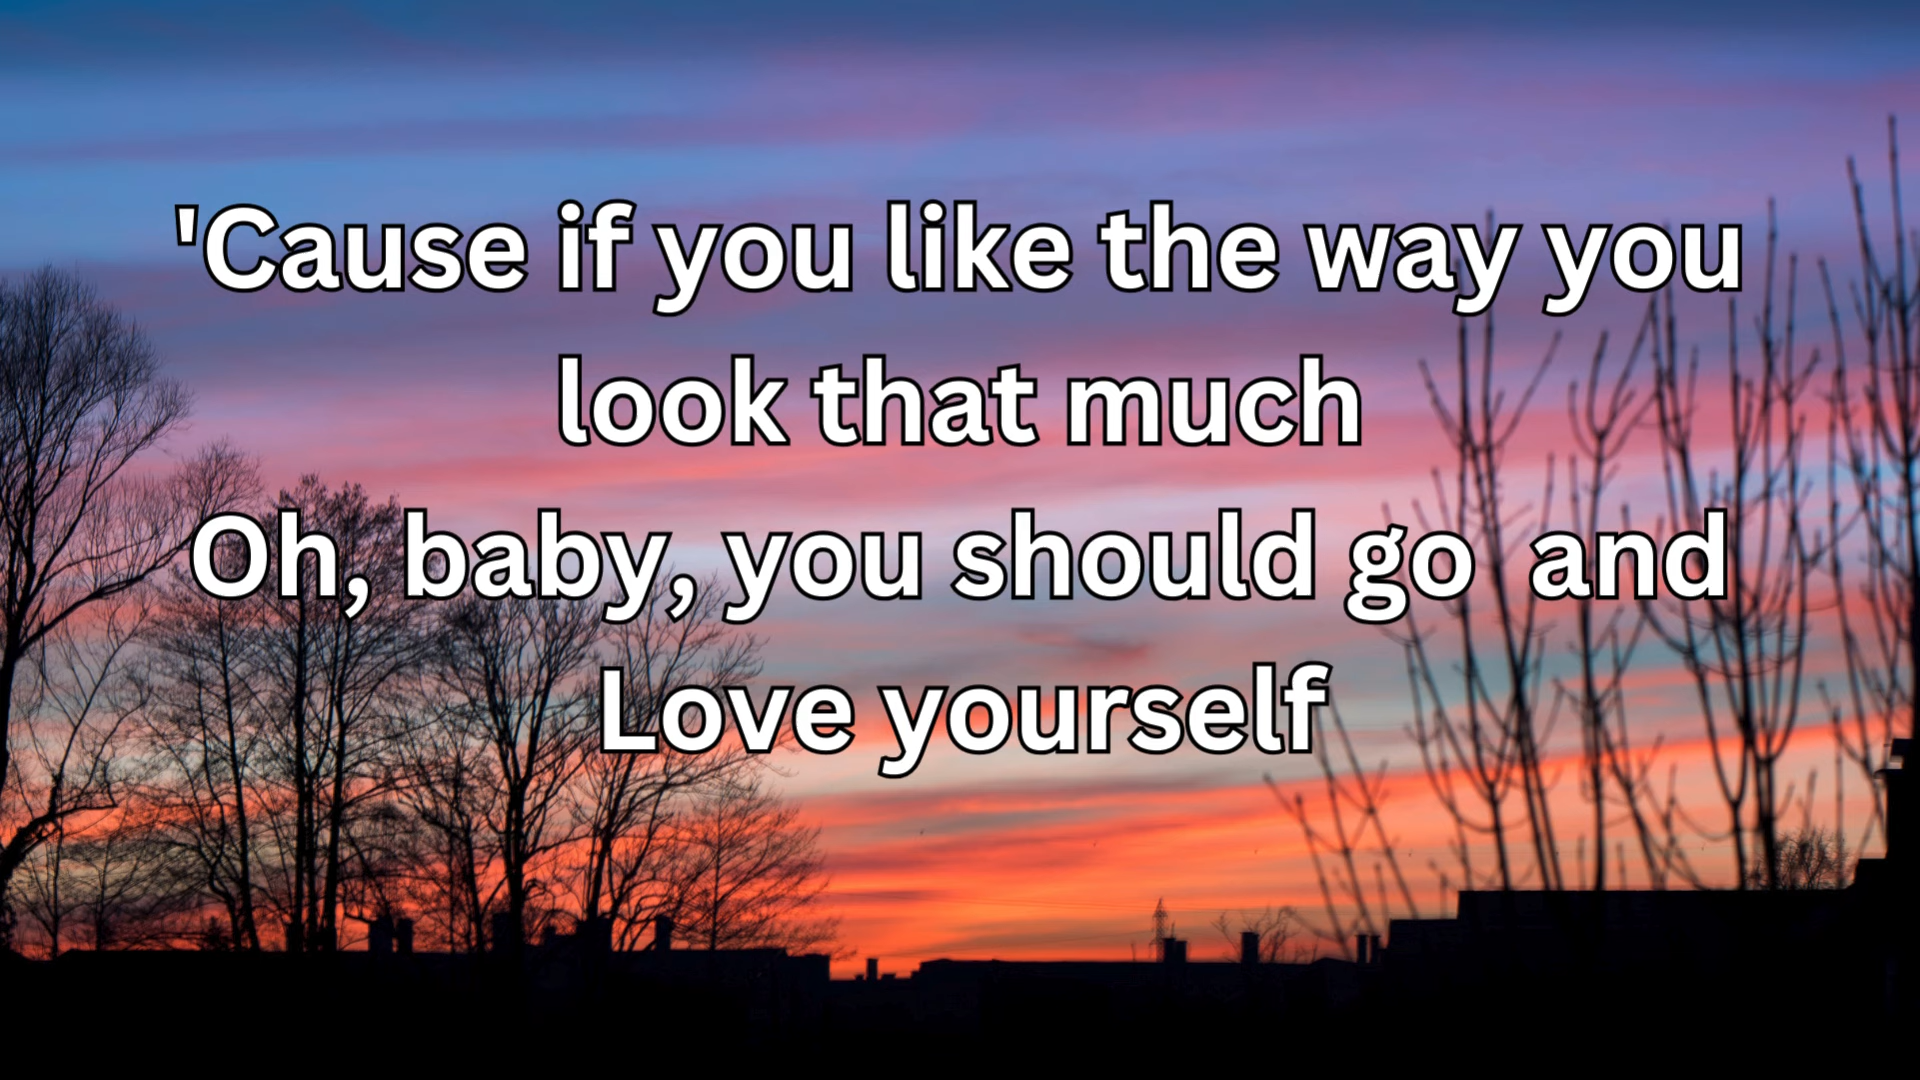 'Cause if you like the way you
look that much
Oh, baby, you should go  and
Love yourself